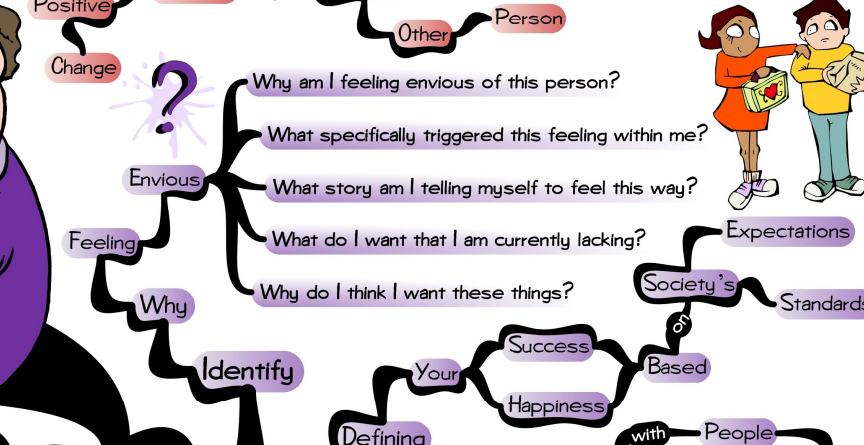 Positive
Change
Other
Person
?
Why am I feeling envious of this person?
What specifically triggered this feeling within me?
What story am I telling myself to feel this way?
What do I want that I am currently lacking?
Why do I think I want these things?
Envious
Feeling
Why
Identify
Expectations
Society's
Standards
on
Based
Success
Happiness
Your
Defining
with
People